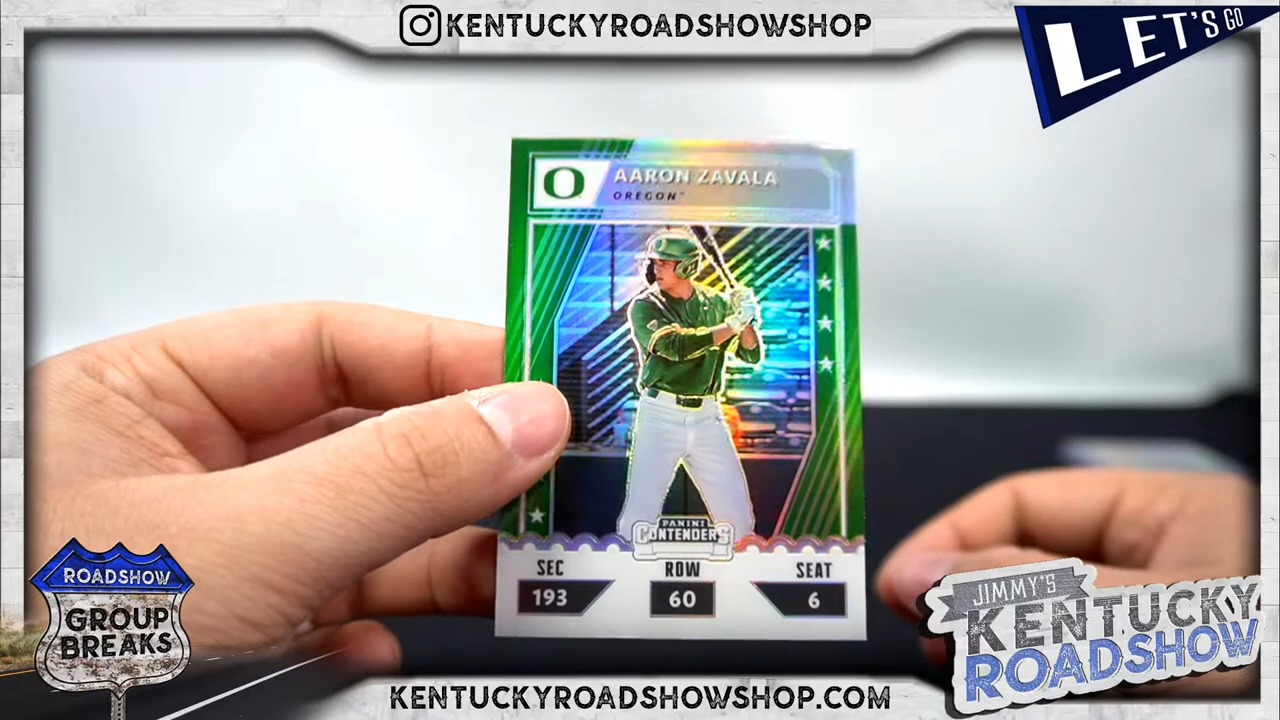 KENTUCKYROADSHOWSHOP
LET'S GO
O
AARON ZAVALA
OREGON
PANINI
CONTENDERS
SEC
ROW
SEAT
193
60
6
ROADSHOW
GROUP
BREAKS
JIMMY'S
KENTUCKY
ROADSHOW
KENTUCKYROADSHOWSHOP.COM